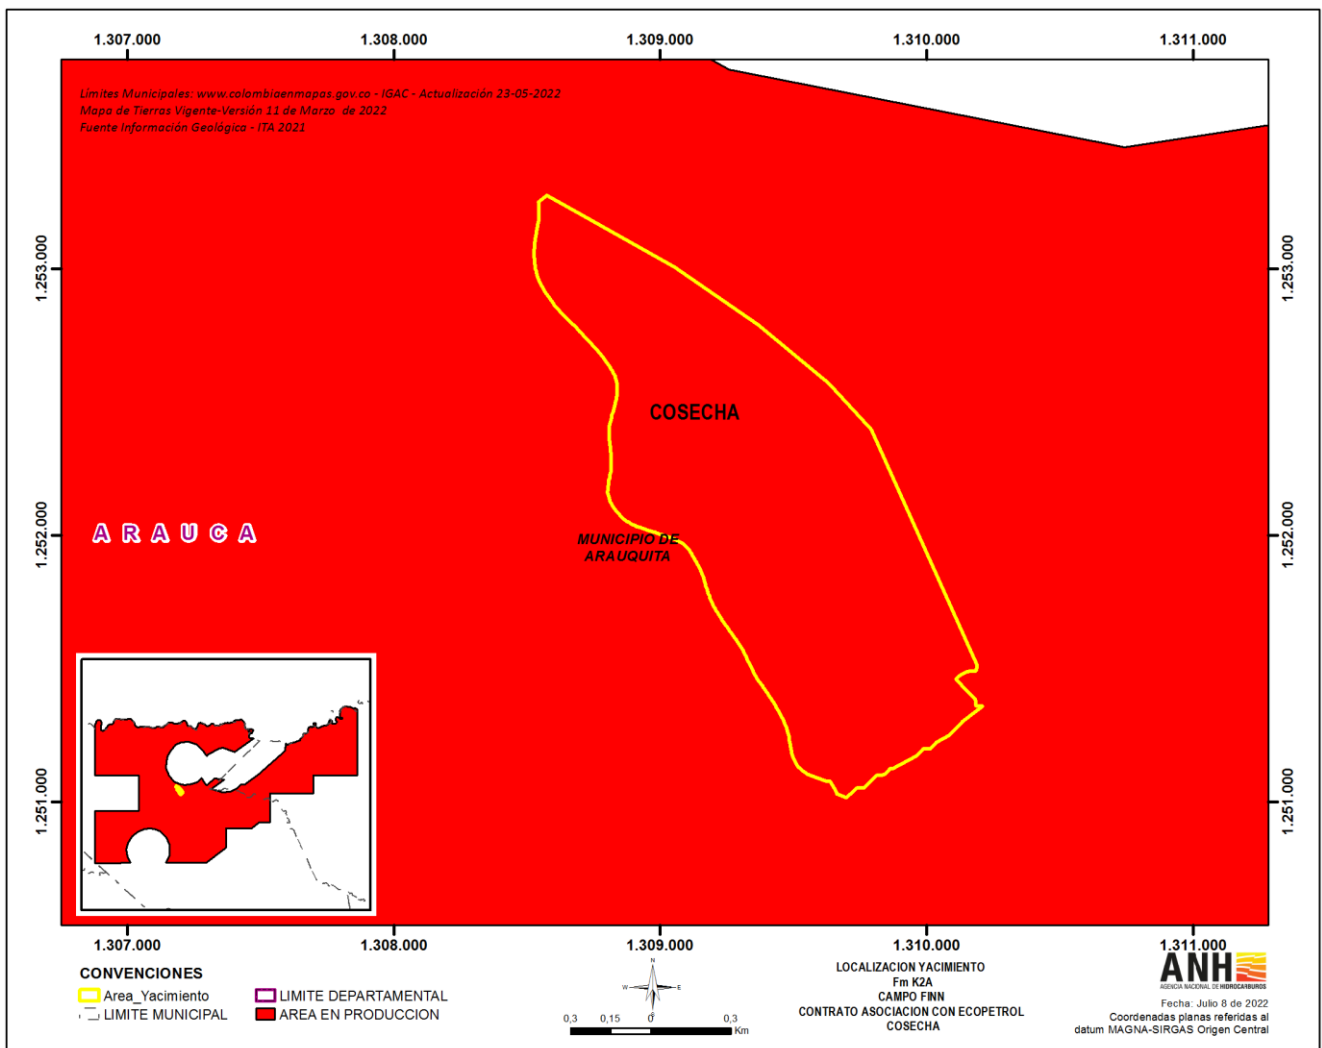 1.307.000 1.308.000 1.309.000 1.310.000 1.311.000
Limites Municipales: www.colombiaenmapas.gov.co - IGAC - Actualización 23-05-2022
Mapa de Tierras Vigente-Versión 11 de Marzo de 2022
Fuente Información Geológica - ITA 2021
1.253.000 1.253.000
COSECHA
1.252.000 1.252.000
ARAUCA
MUNICIPIO DE
ARAUQUITA
1.251.000 1.251.000
1.307.000 1.308.000 1.309.000 1.310.000 1.311.000
CONVENCIONES
Area_Yacimiento
LIMITE MUNICIPAL
LIMITE DEPARTAMENTAL
AREA EN PRODUCCION
N
W E
S
0,3 0,15 0 0,3
Km
LOCALIZACION YACIMIENTO
Fm K2A
CAMPO FINN
CONTRATO ASOCIACION CON ECOPETROL
COSECHA
ANH
AGENCIA NACIONAL DE HIDROCARBUROS
Fecha: Julio 8 de 2022
Coordenadas planas referidas al
datum MAGNA-SIRGAS Origen Central